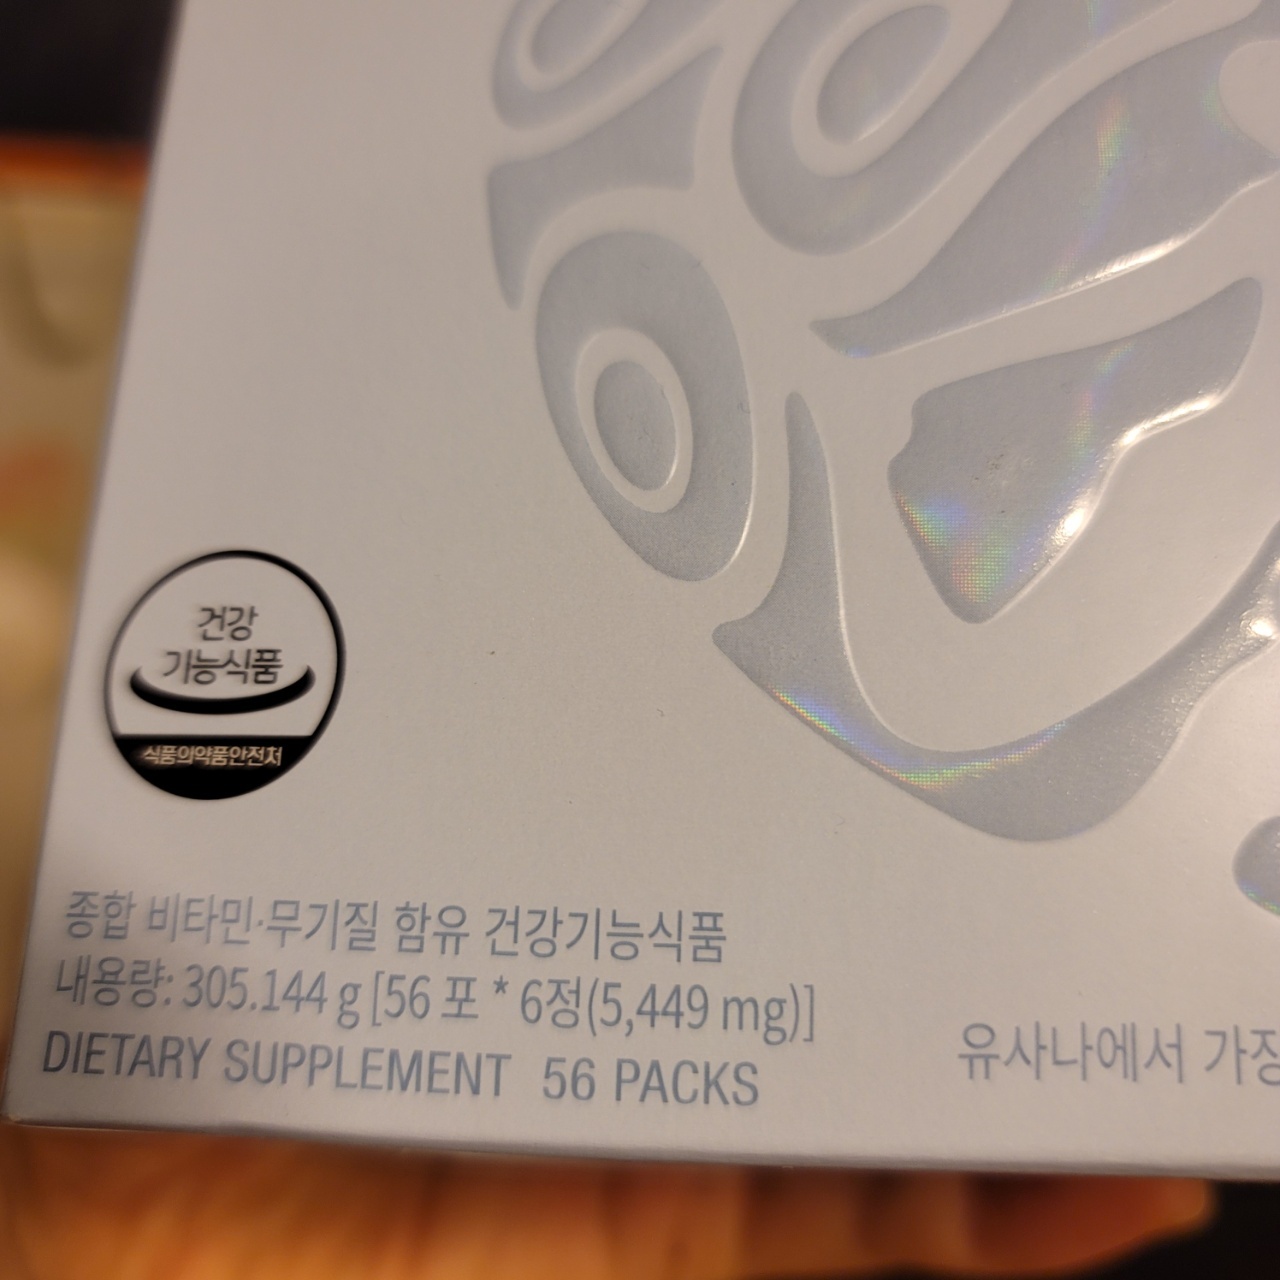 건강
기능식품
식품의약품안전처
종합 비타민·무기질 함유 건강기능식품
내용량: 305.144 g [56 포 * 6정(5,449 mg)]
DIETARY SUPPLEMENT 56 PACKS
유사나에서 가장